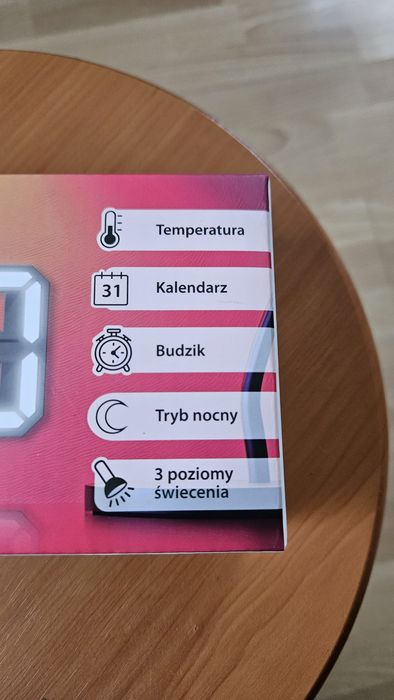 Temperatura
31
Kalendarz
Budzik
Tryb nocny
3 poziomy
świecenia